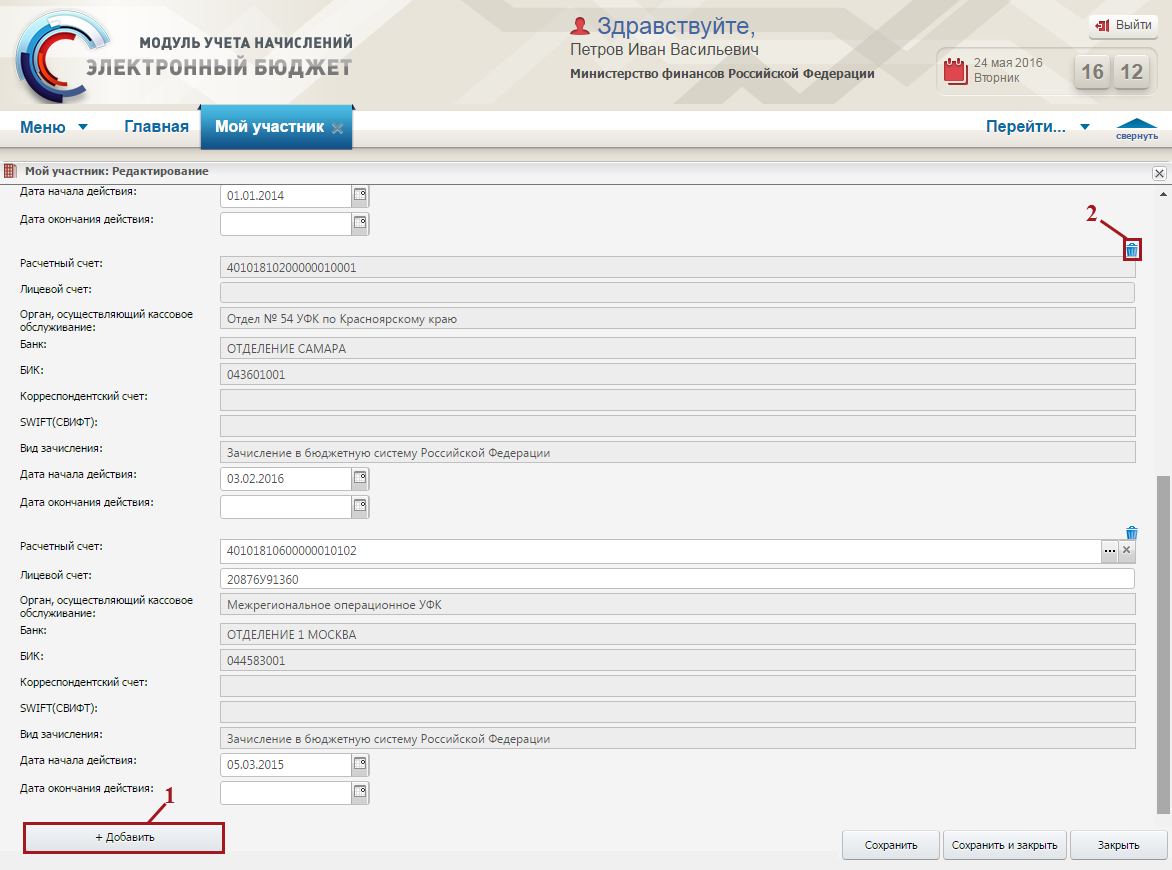 МОДУЛЬ УЧЕТА НАЧИСЛЕНИЙ
ЭЛЕКТРОННЫЙ БЮДЖЕТ
Здравствуйте,
Петров Иван Васильевич
Министерство финансов Российской Федерации
Выйти
24 мая 2016
Вторник
16 12
Меню Главная Мой участник Перейти... свернуть
Мой участник: Редактирование
Дата начала действия: 01.01.2014
Дата окончания действия:
2
Расчетный счет: 40101810200000010001
Лицевой счет:
Орган, осуществляющий кассовое
обслуживание: Отдел № 54 УФК по Красноярскому краю
Банк: ОТДЕЛЕНИЕ САМАРА
БИК: 043601001
Корреспондентский счет:
SWIFT(СВИФТ):
Вид зачисления: Зачисление в бюджетную систему Российской Федерации
Дата начала действия: 03.02.2016
Дата окончания действия:
Расчетный счет: 40101810600000010102 ...
Лицевой счет: 20876У91360
Орган, осуществляющий кассовое
обслуживание: Межрегиональное операционное УФК
Банк: ОТДЕЛЕНИЕ 1 МОСКВА
БИК: 044583001
Корреспондентский счет:
SWIFT(СВИФТ):
Вид зачисления: Зачисление в бюджетную систему Российской Федерации
Дата начала действия: 05.03.2015
Дата окончания действия:
1
+ Добавить
Сохранить Сохранить и закрыть Закрыть